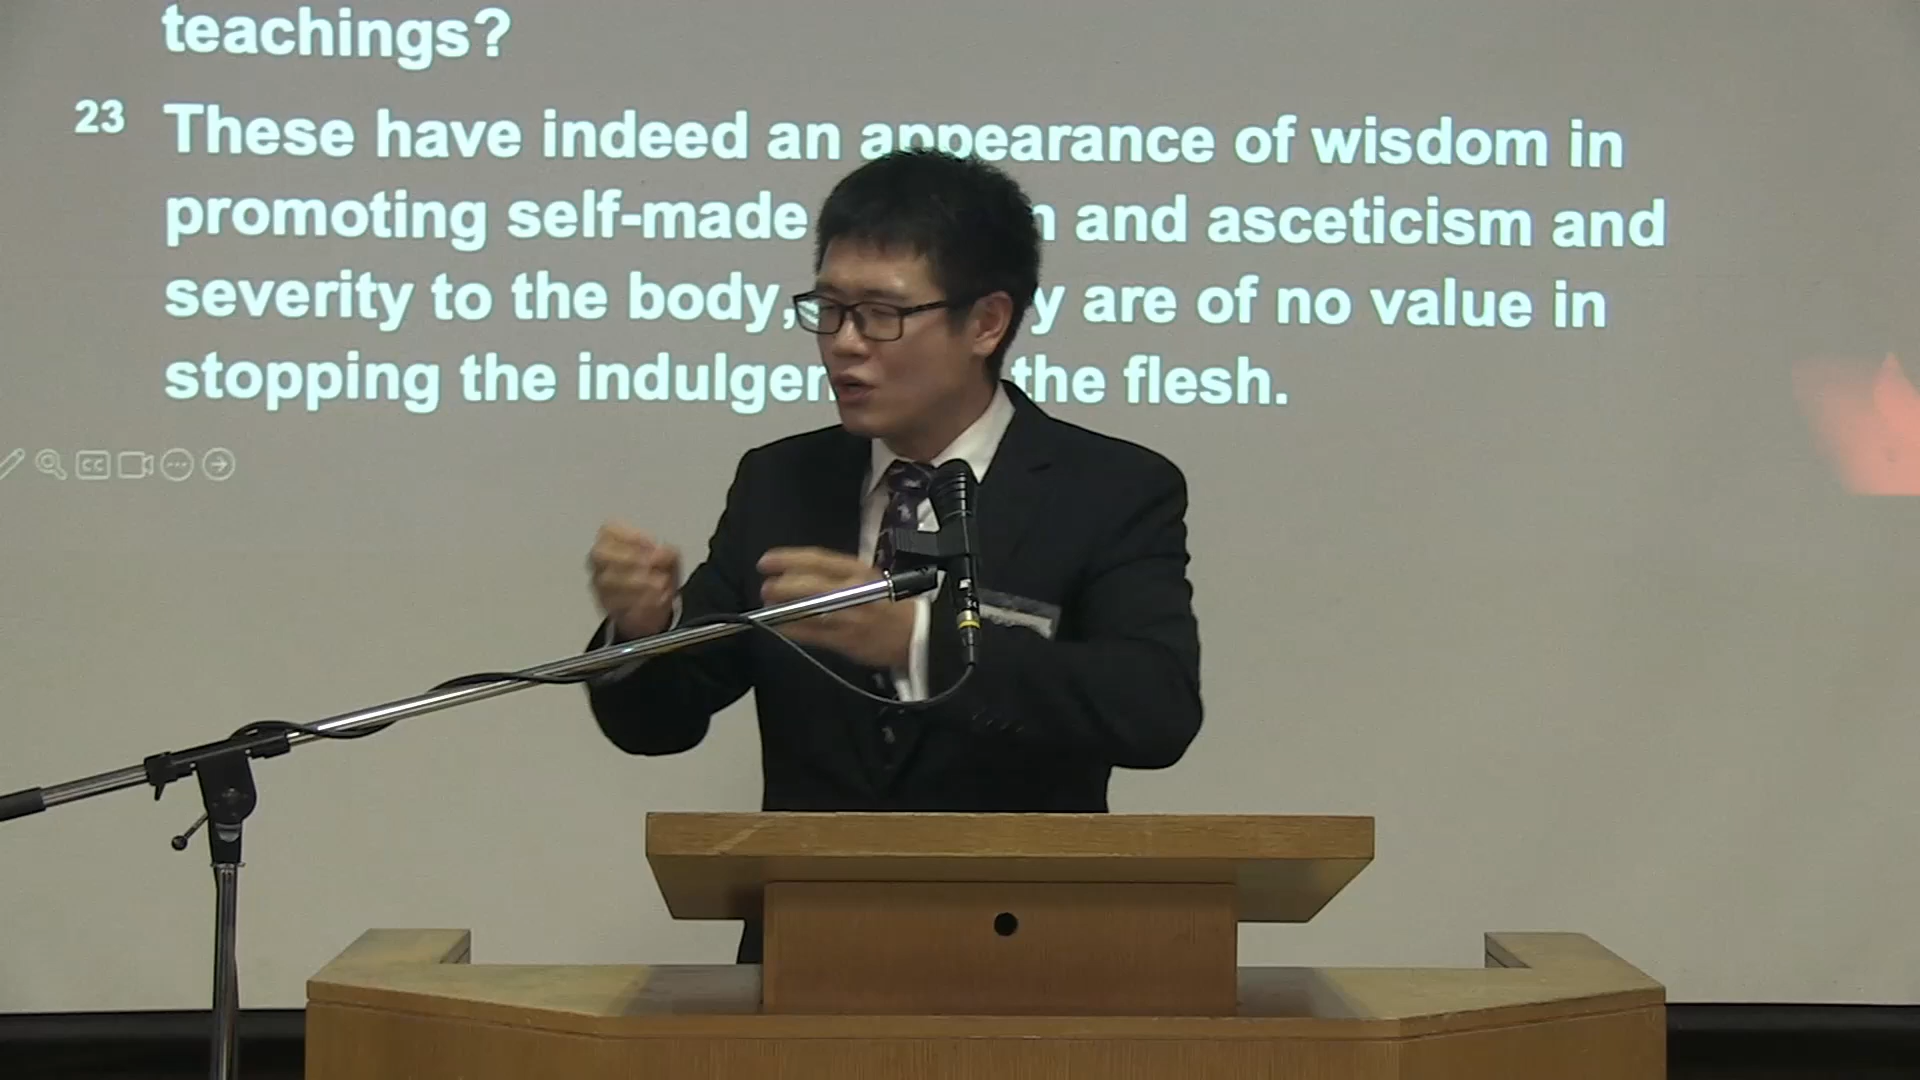 teachings?
23 These have indeed an appearance of wisdom in
promoting self-made and asceticism and
severity to the body, are of no value in
stopping the the flesh.
CC